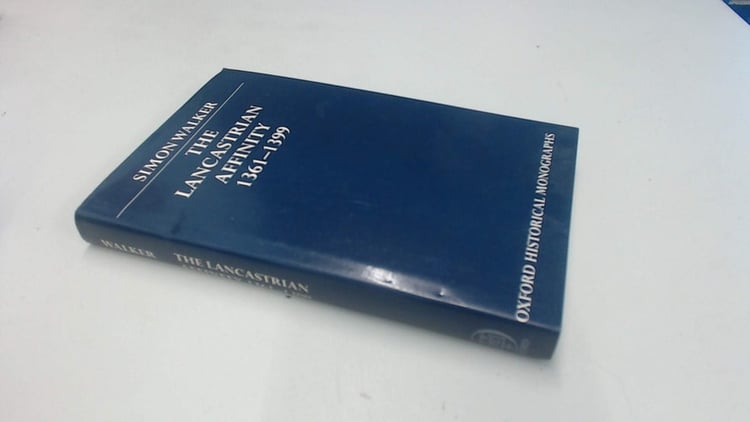 SIMON WALKER
THE
LANCASTRIAN
AFFINITY
1361–1399
OXFORD HISTORICAL MONOGRAPHS
WALKER
THE LANCASTRIAN